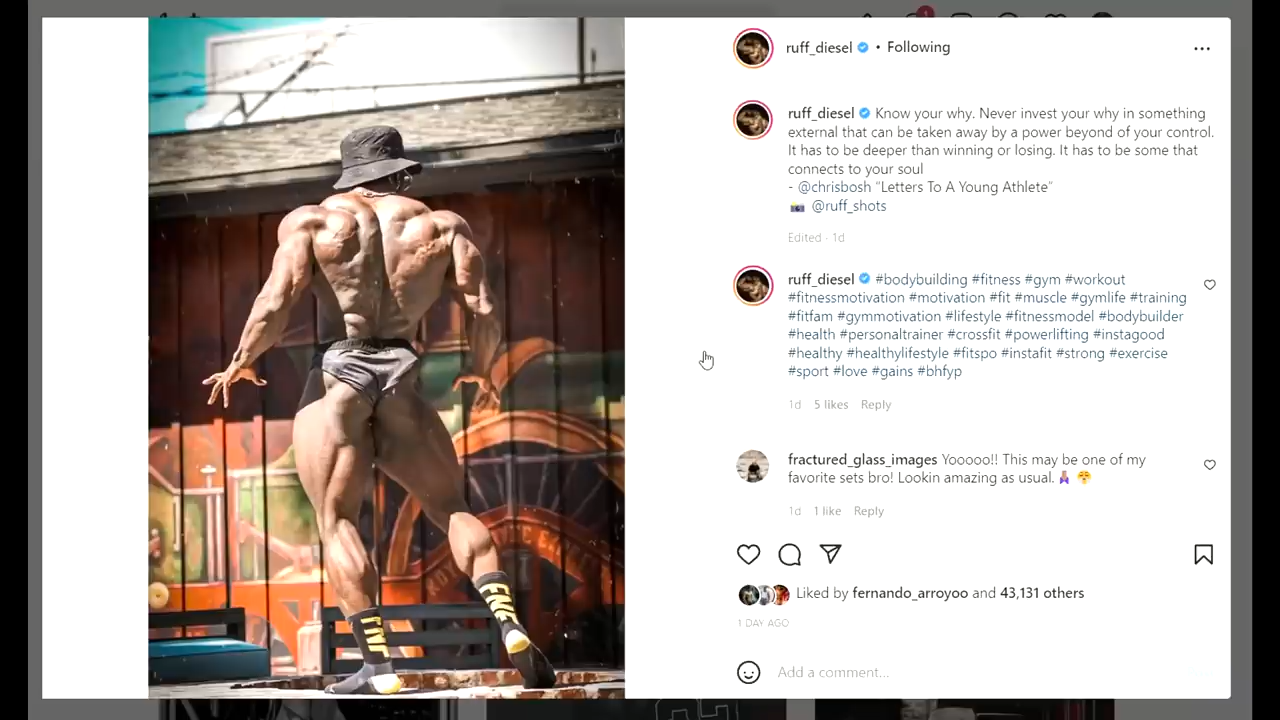 ruff_diesel • Following
ruff_diesel Know your why. Never invest your why in something
external that can be taken away by a power beyond of your control.
It has to be deeper than winning or losing. It has to be some that
connects to your soul
- @chrisbosh "Letters To A Young Athlete"
📸 @ruff_shots
Edited · 1d
ruff_diesel #bodybuilding #fitness #gym #workout
#fitnessmotivation #motivation #fit #muscle #gymlife #training
#fitfam #gymmotivation #lifestyle #fitnessmodel #bodybuilder
#health #personaltrainer #crossfit #powerlifting #instagood
#healthy #healthylifestyle #fitspo #instafit #strong #exercise
#sport #love #gains #bhfyp
1d 5 likes Reply
fractured_glass_images Yooooo!! This may be one of my
favorite sets bro! Lookin amazing as usual.
1d 1 like Reply
Liked by fernando_arroyoo and 43,131 others
1 DAY AGO
Add a comment...